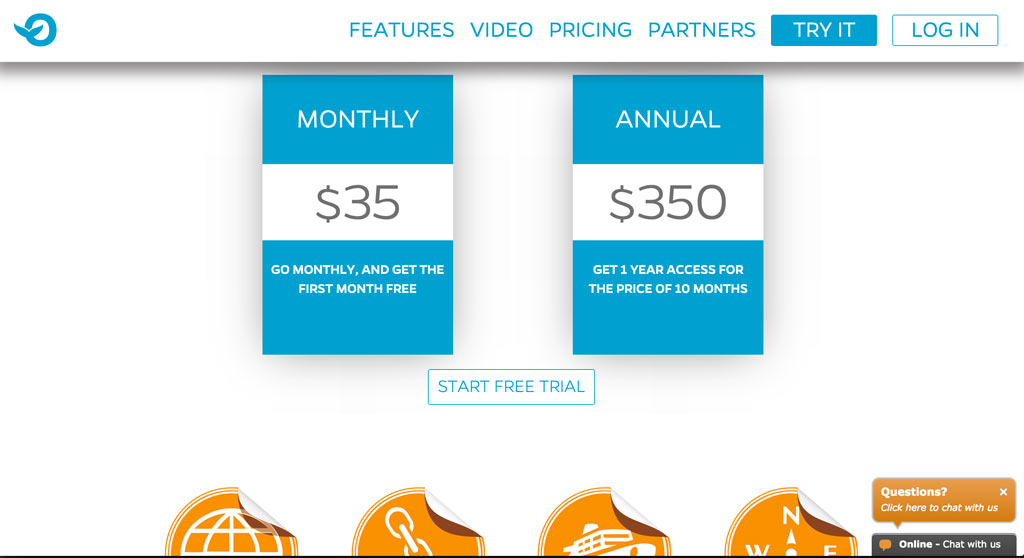 FEATURES VIDEO PRICING PARTNERS TRY IT LOG IN
MONTHLY
$35
GO MONTHLY, AND GET THE
FIRST MONTH FREE
ANNUAL
$350
GET 1 YEAR ACCESS FOR
THE PRICE OF 10 MONTHS
START FREE TRIAL
N
W E
Questions? ×
Click here to chat with us
Online - Chat with us